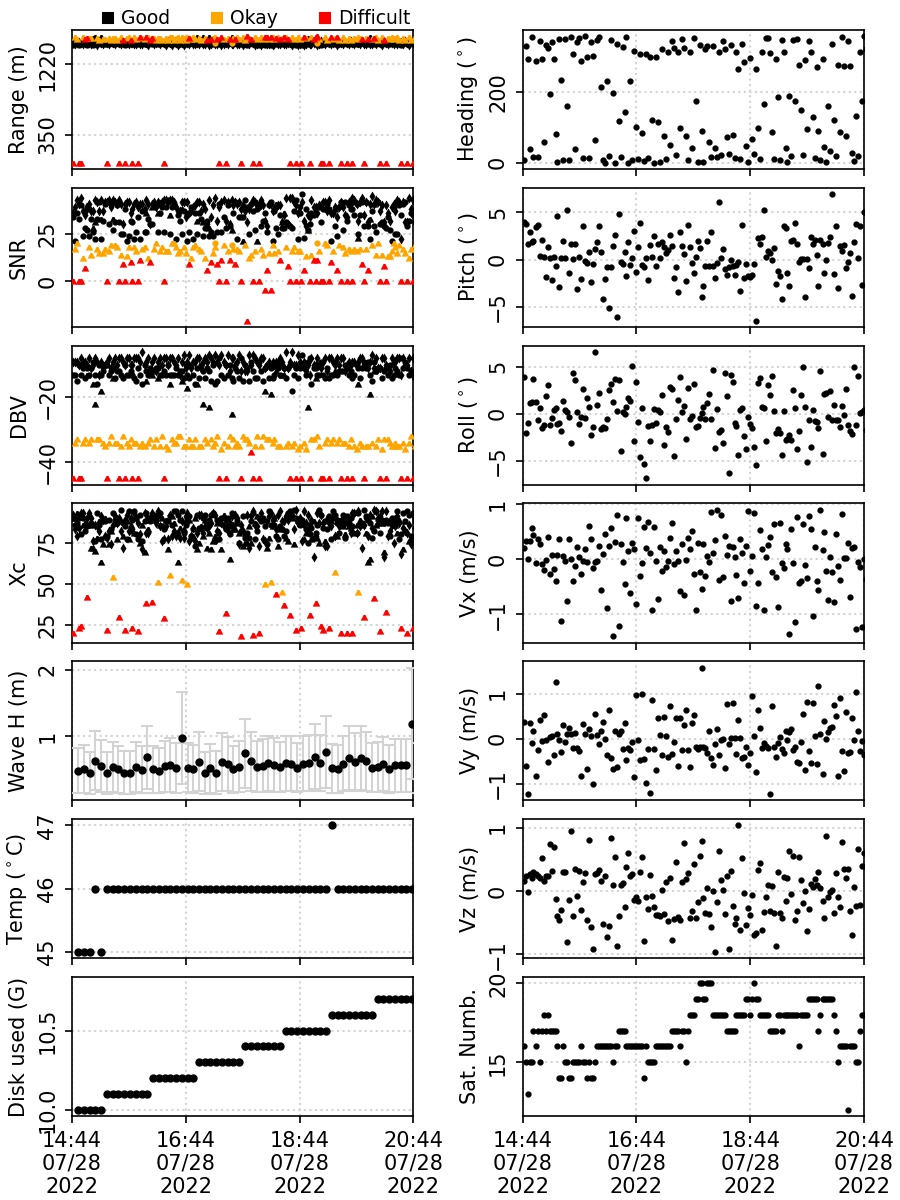 Good Okay Difficult
Range (m)
1220
350
Heading (°)
200
0
SNR
25
0
Pitch (°)
5
0
−5
DBV
−20
−40
Roll (°)
5
0
−5
Xc
75
50
25
Vx (m/s)
1
0
−1
Wave H (m)
2
1
Vy (m/s)
1
0
−1
Temp (°C)
47
46
45
Vz (m/s)
1
0
−1
Disk used (G)
10.5
10.0
Sat. Numb.
20
15
14:44 16:44 18:44 20:44
07/28 07/28 07/28 07/28
2022 2022 2022 2022
14:44 16:44 18:44 20:44
07/28 07/28 07/28 07/28
2022 2022 2022 2022